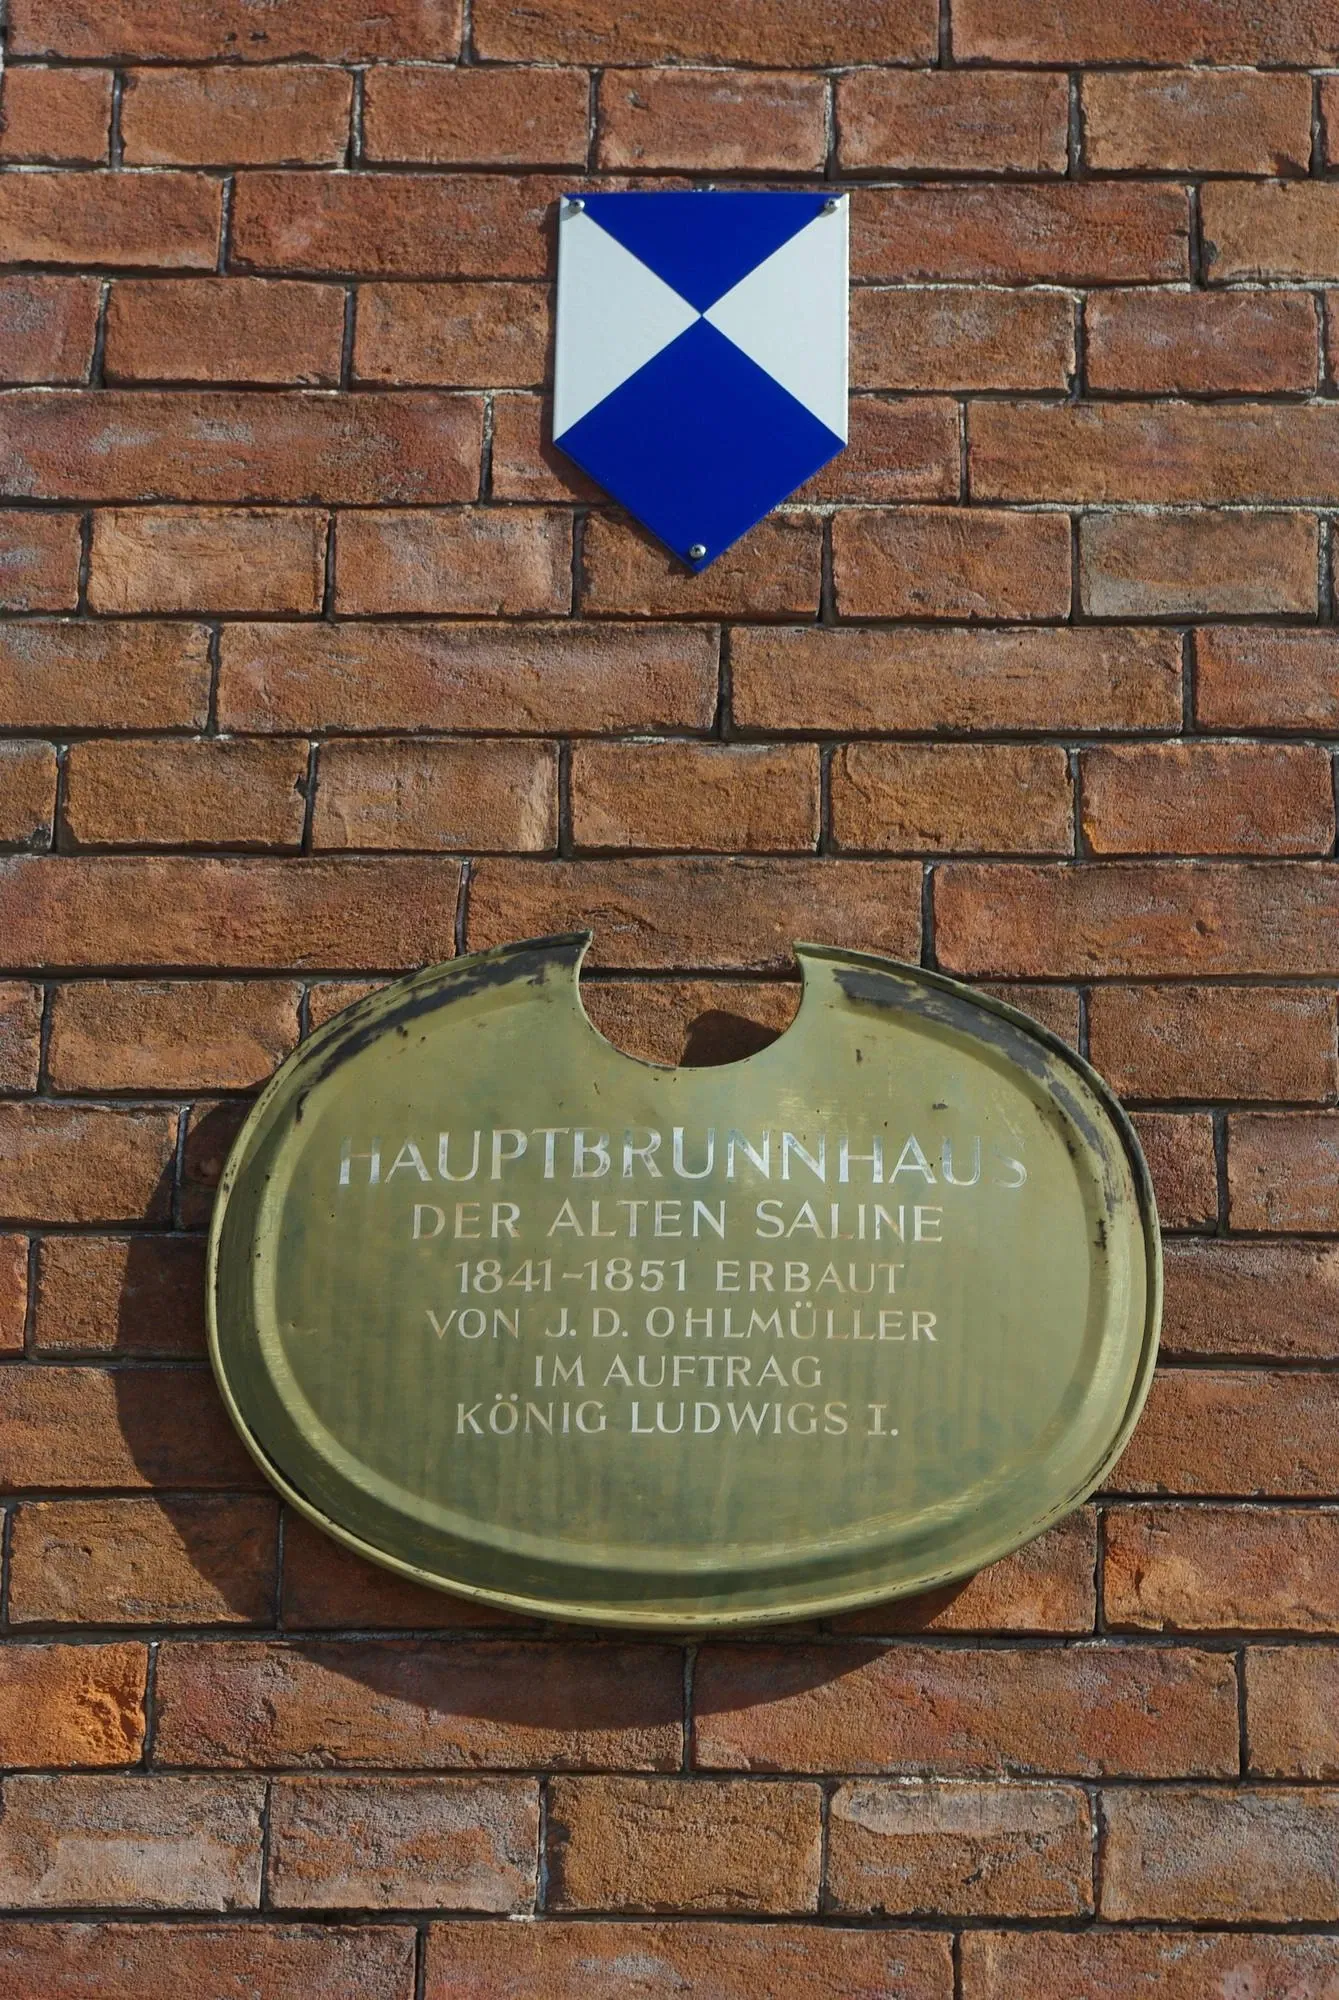 HAUPTBRUNNHAUS
DER ALTEN SALINE
1841-1851 ERBAUT
VON J. D. OHLMÜLLER
IM AUFTRAG
KÖNIG LUDWIGS I.